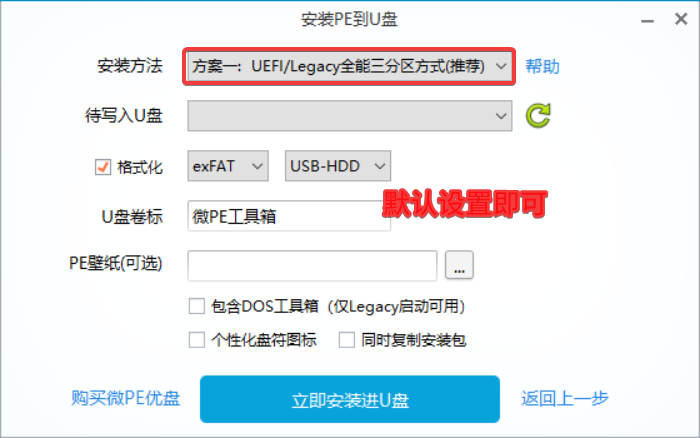 安装PE到U盘
安装方法 方案一：UEFI/Legacy全能三分区方式(推荐) 帮助
待写入U盘
格式化 exFAT USB-HDD
默认设置即可
U盘卷标 微PE工具箱
PE壁纸(可选) ...
包含DOS工具箱（仅Legacy启动可用）
个性化盘符图标 同时复制安装包
购买微PE优盘 立即安装进U盘 返回上一步